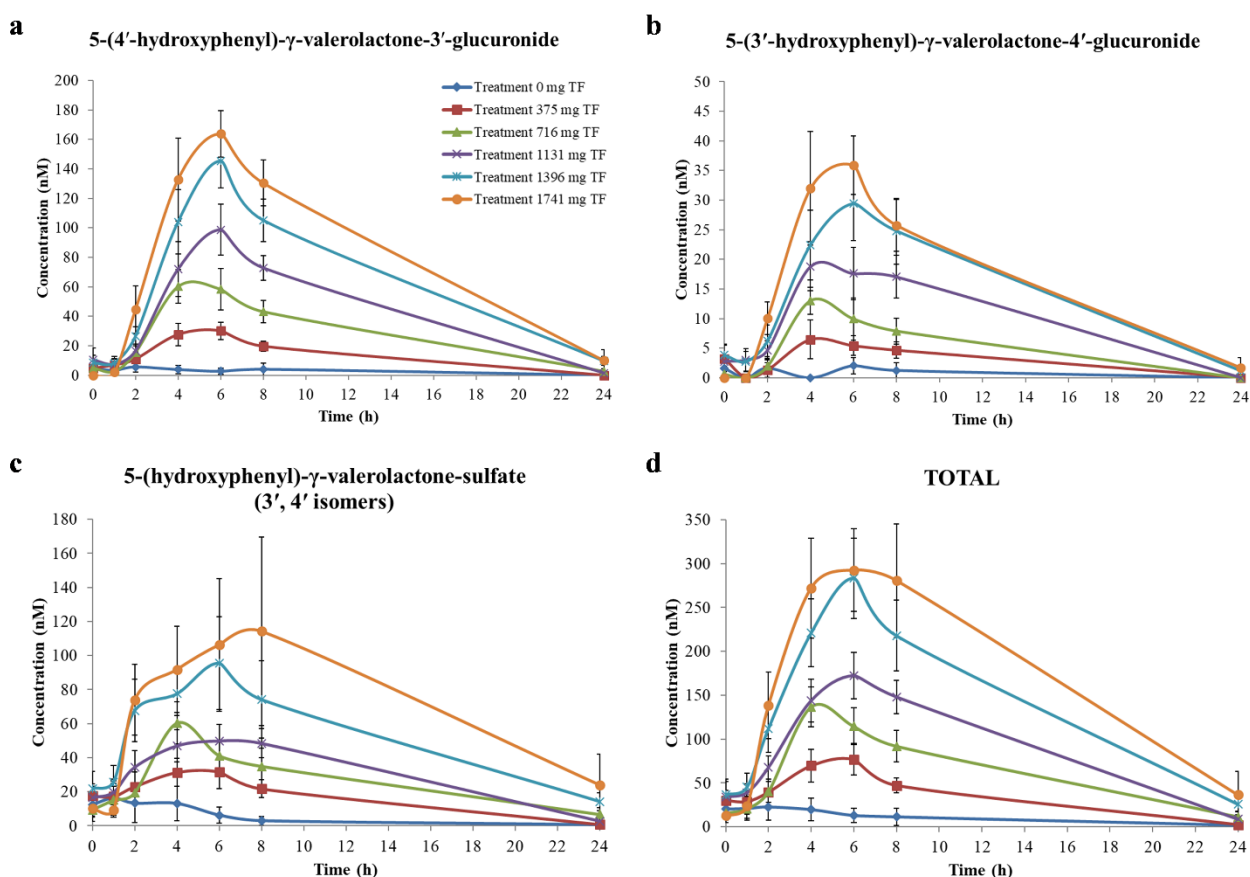 a
5-(4′-hydroxyphenyl)-γ-valerolactone-3′-glucuronide
200
180
160
140
120
100
80
60
40
20
0
Concentration (nM)
0 2 4 6 8 10 12 14 16 18 20 22 24
Time (h)
Treatment 0 mg TF
Treatment 375 mg TF
Treatment 716 mg TF
Treatment 1131 mg TF
Treatment 1396 mg TF
Treatment 1741 mg TF
b
5-(3′-hydroxyphenyl)-γ-valerolactone-4′-glucuronide
50
45
40
35
30
25
20
15
10
5
0
Concentration (nM)
0 2 4 6 8 10 12 14 16 18 20 22 24
Time (h)
c
5-(hydroxyphenyl)-γ-valerolactone-sulfate
(3′, 4′ isomers)
180
160
140
120
100
80
60
40
20
0
Concentration (nM)
0 2 4 6 8 10 12 14 16 18 20 22 24
Time (h)
d
TOTAL
350
300
250
200
150
100
50
0
Concentration (nM)
0 2 4 6 8 10 12 14 16 18 20 22 24
Time (h)